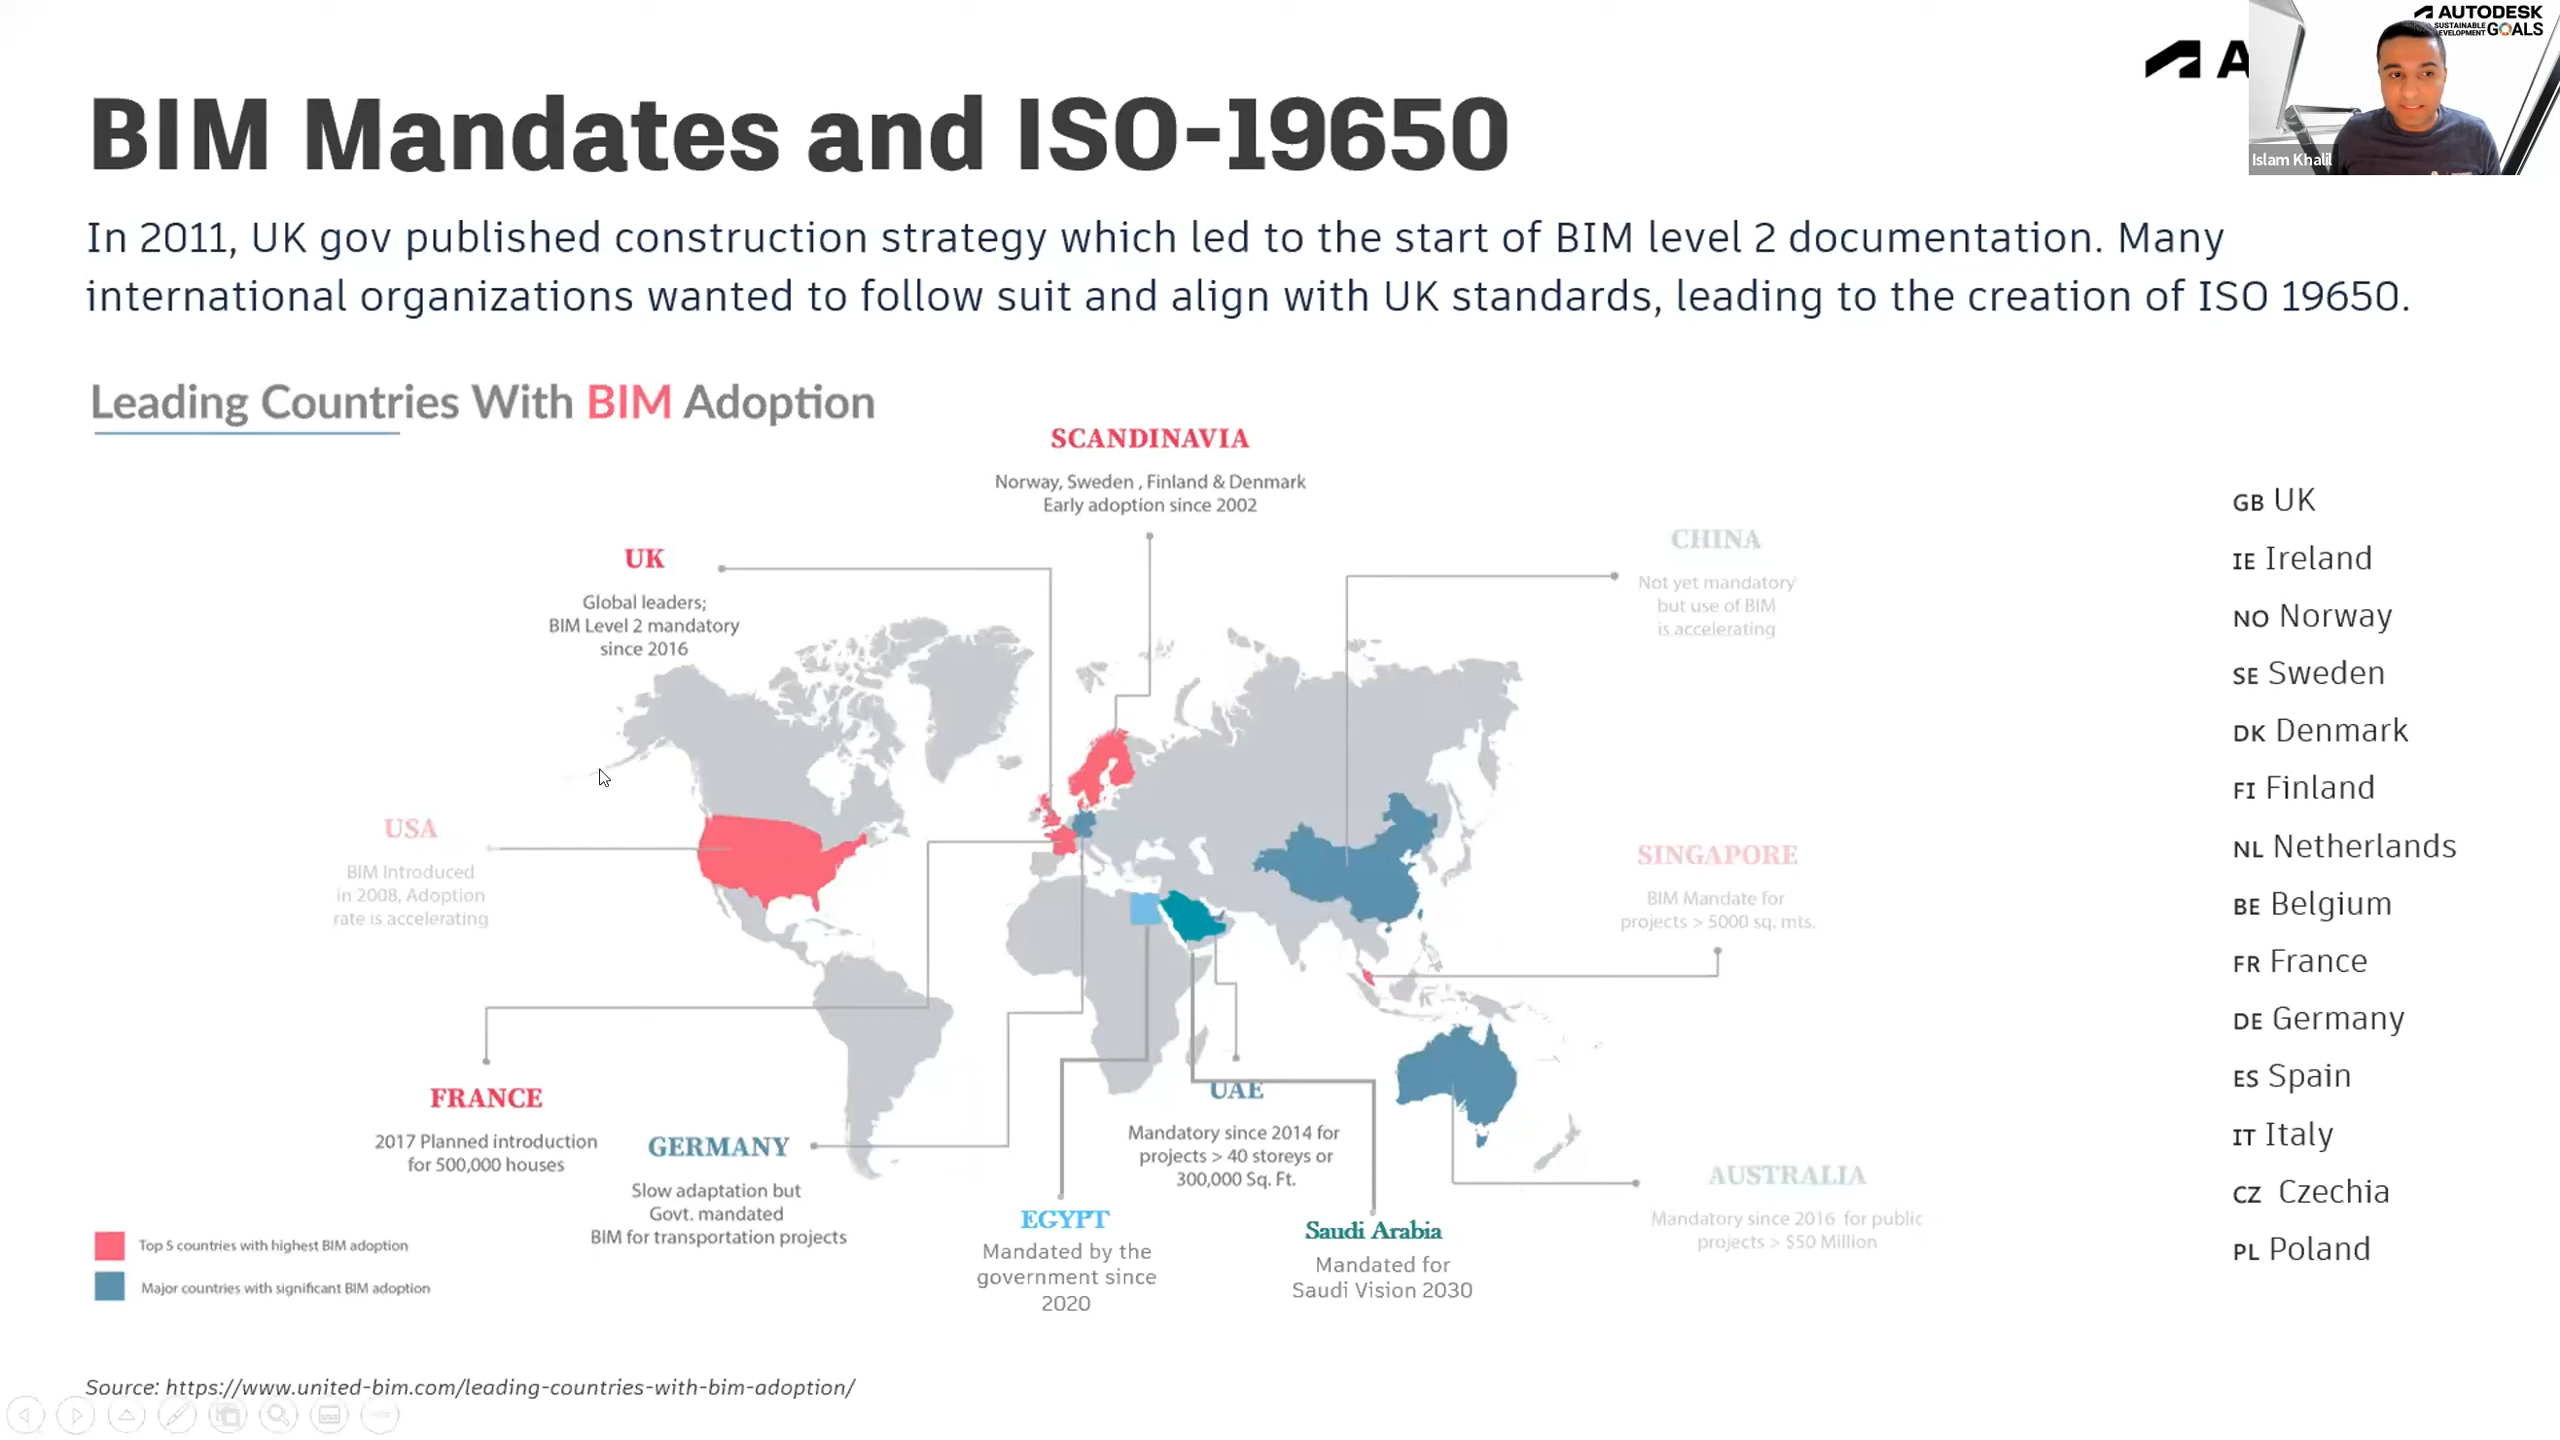 AUTODESK
SUSTAINABLE
DEVELOPMENT GOALS
A
Islam Khalil
BIM Mandates and ISO-19650
In 2011, UK gov published construction strategy which led to the start of BIM level 2 documentation. Many
international organizations wanted to follow suit and align with UK standards, leading to the creation of ISO 19650.
Leading Countries With BIM Adoption
SCANDINAVIA
Norway, Sweden , Finland & Denmark
Early adoption since 2002
UK
Global leaders;
BIM Level 2 mandatory
since 2016
CHINA
Not yet mandatory
but use of BIM
is accelerating
USA
BIM Introduced
in 2008, Adoption
rate is accelerating
SINGAPORE
BIM Mandate for
projects > 5000 sq. mts.
FRANCE
2017 Planned introduction
for 500,000 houses
GERMANY
Slow adaptation but
Govt. mandated
BIM for transportation projects
UAE
Mandatory since 2014 for
projects > 40 storeys or
300,000 Sq. Ft.
EGYPT
Mandated by the
government since
2020
Saudi Arabia
Mandated for
Saudi Vision 2030
AUSTRALIA
Mandatory since 2016 for public
projects > $50 Million
Top 5 countries with highest BIM adoption
Major countries with significant BIM adoption
GB UK
IE Ireland
NO Norway
SE Sweden
DK Denmark
FI Finland
NL Netherlands
BE Belgium
FR France
DE Germany
ES Spain
IT Italy
CZ Czechia
PL Poland
Source: https://www.united-bim.com/leading-countries-with-bim-adoption/